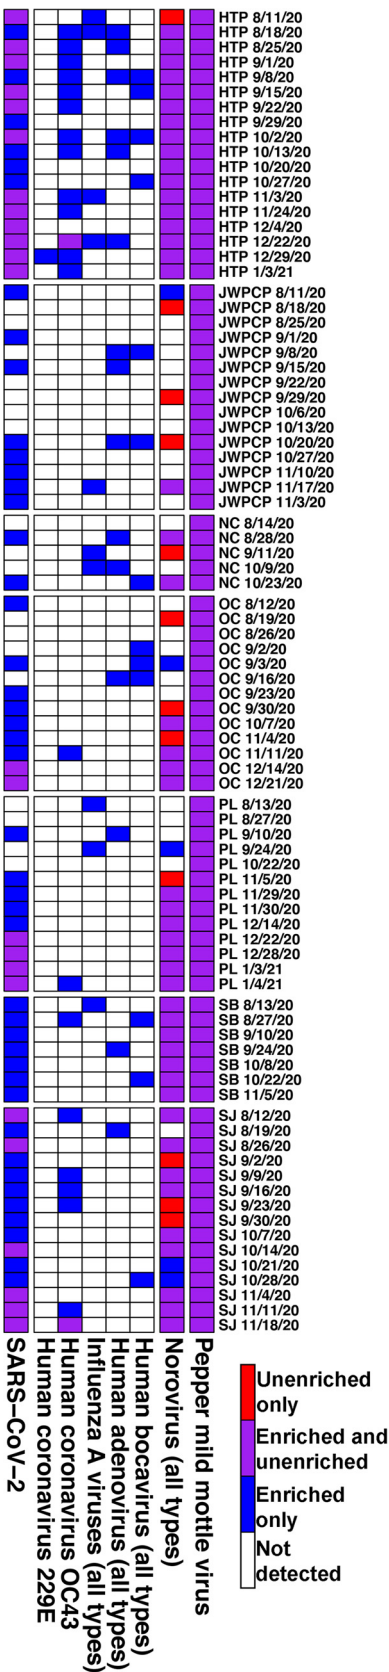 HTP 8/11/20
HTP 8/18/20
HTP 8/25/20
HTP 9/1/20
HTP 9/8/20
HTP 9/15/20
HTP 9/22/20
HTP 9/29/20
HTP 10/2/20
HTP 10/13/20
HTP 10/20/20
HTP 10/27/20
HTP 11/3/20
HTP 11/24/20
HTP 12/4/20
HTP 12/22/20
HTP 12/29/20
HTP 1/3/21
JWPCP 8/11/20
JWPCP 8/18/20
JWPCP 8/25/20
JWPCP 9/1/20
JWPCP 9/8/20
JWPCP 9/15/20
JWPCP 9/22/20
JWPCP 9/29/20
JWPCP 10/6/20
JWPCP 10/13/20
JWPCP 10/20/20
JWPCP 10/27/20
JWPCP 11/10/20
JWPCP 11/17/20
JWPCP 11/3/20
NC 8/14/20
NC 8/28/20
NC 9/11/20
NC 10/9/20
NC 10/23/20
OC 8/12/20
OC 8/19/20
OC 8/26/20
OC 9/2/20
OC 9/3/20
OC 9/16/20
OC 9/23/20
OC 9/30/20
OC 10/7/20
OC 11/4/20
OC 11/11/20
OC 12/14/20
OC 12/21/20
PL 8/13/20
PL 8/27/20
PL 9/10/20
PL 9/24/20
PL 10/22/20
PL 11/5/20
PL 11/29/20
PL 11/30/20
PL 12/14/20
PL 12/22/20
PL 12/28/20
PL 1/3/21
PL 1/4/21
SB 8/13/20
SB 8/27/20
SB 9/10/20
SB 9/24/20
SB 10/8/20
SB 10/22/20
SB 11/5/20
SJ 8/12/20
SJ 8/19/20
SJ 8/26/20
SJ 9/2/20
SJ 9/9/20
SJ 9/16/20
SJ 9/23/20
SJ 9/30/20
SJ 10/7/20
SJ 10/14/20
SJ 10/21/20
SJ 10/28/20
SJ 11/4/20
SJ 11/11/20
SJ 11/18/20
SARS−CoV−2
Human coronavirus 229E
Human coronavirus OC43
Influenza A viruses (all types)
Human adenovirus (all types)
Human bocavirus (all types)
Norovirus (all types)
Pepper mild mottle virus
Unenriched
only
Enriched and
unenriched
Enriched
only
Not
detected